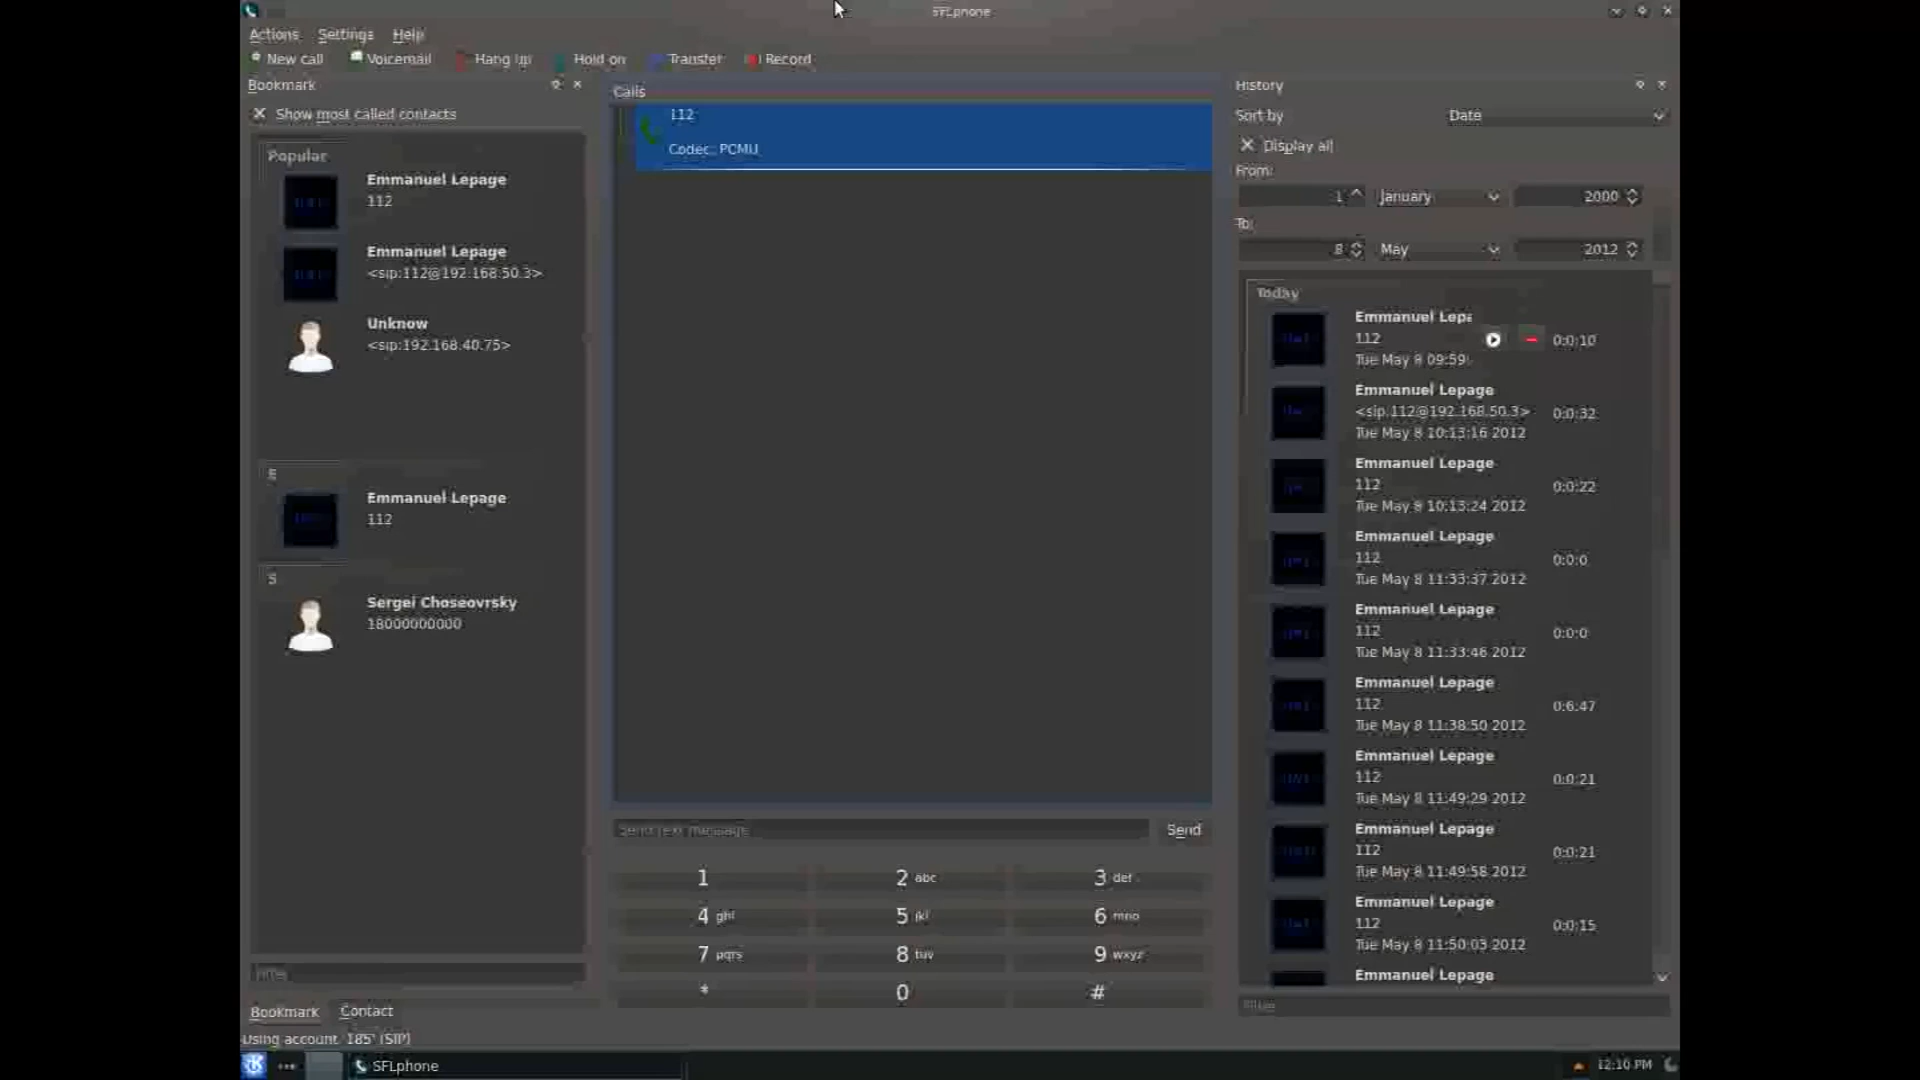 SFLphone
Actions Settings Help
New call Voicemail Hang up Hold on Transfer Record
Bookmark
Show most called contacts
Popular
Emmanuel Lepage
112
Emmanuel Lepage
<sip:112@192.168.50.3>
Unknow
<sip:192.168.40.75>
E
Emmanuel Lepage
112
S
Sergei Choseovrsky
18000000000
Bookmark Contact
Using account 185 (SIP)
Calls
112
Codec: PCMU
Send text message
Send
1
2 abc
3 def
4 ghi
5 jkl
6 mno
7 pqrs
8 tuv
9 wxyz
*
0
#
History
Sort by Date
Display all
From:
1 January 2000
To:
8 May 2012
Today
Emmanuel Lepa
112
Tue May 8 09:59:
0:0:10
Emmanuel Lepage
<sip:112@192.168.50.3>
Tue May 8 10:13:16 2012
0:0:32
Emmanuel Lepage
112
Tue May 8 10:13:24 2012
0:0:22
Emmanuel Lepage
112
Tue May 8 11:33:37 2012
0:0:0
Emmanuel Lepage
112
Tue May 8 11:33:46 2012
0:0:0
Emmanuel Lepage
112
Tue May 8 11:38:50 2012
0:6:47
Emmanuel Lepage
112
Tue May 8 11:49:29 2012
0:0:21
Emmanuel Lepage
112
Tue May 8 11:49:58 2012
0:0:21
Emmanuel Lepage
112
Tue May 8 11:50:03 2012
0:0:15
Emmanuel Lepage
SFLphone
12:10 PM